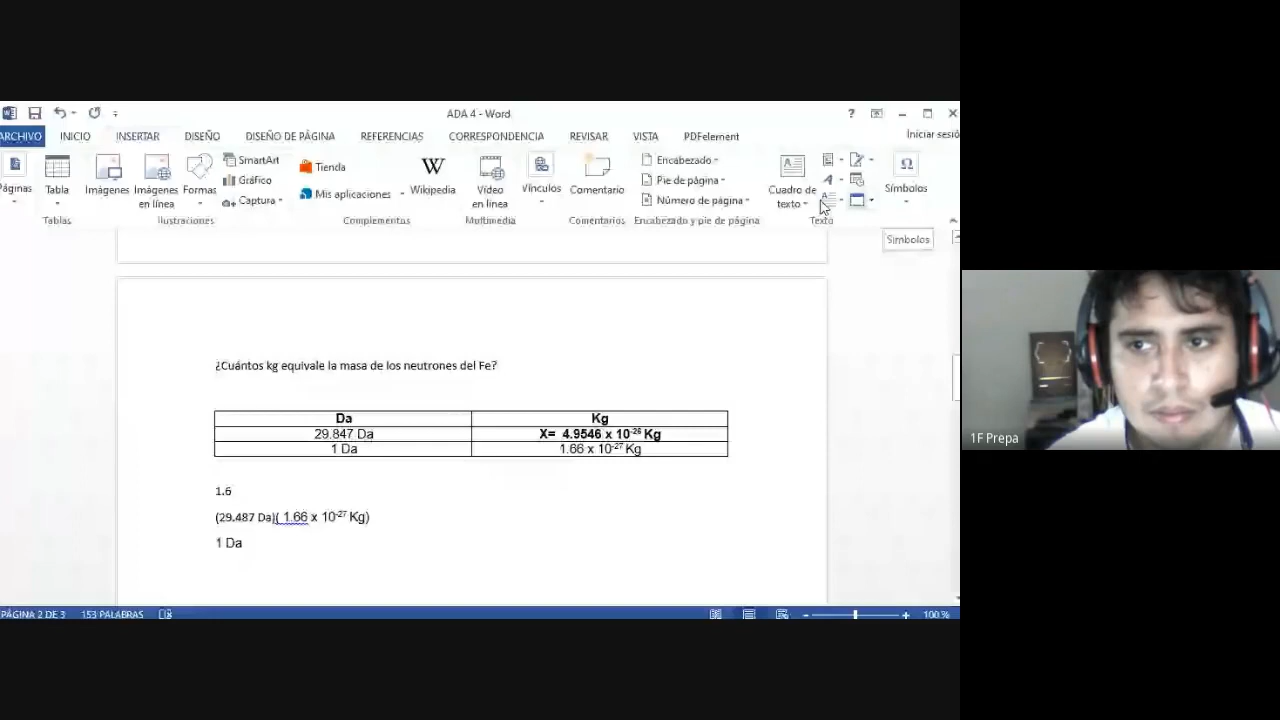 ADA 4 - Word
?
ARCHIVO INICIO INSERTAR DISEÑO DISEÑO DE PÁGINA REFERENCIAS CORRESPONDENCIA REVISAR VISTA PDFelement Iniciar sesió
Páginas
Tabla
Tablas
Imágenes
Imágenes en línea
Formas
SmartArt
Gráfico
Captura
Ilustraciones
Tienda
Mis aplicaciones
W
Wikipedia
Complementos
Vídeo en línea
Multimedia
Vínculos
Comentario
Comentarios
Encabezado
Pie de página
Número de página
Encabezado y pie de página
Cuadro de texto
Texto
Ω
Símbolos
Símbolos
¿Cuántos kg equivale la masa de los neutrones del Fe?
Da Kg
29.847 Da X= 4.9546 x 10⁻²⁶ Kg
1 Da 1.66 x 10⁻²⁷ Kg
1.6
(29.487 Da)( 1.66 x 10⁻²⁷ Kg)
1 Da
1F Prepa
PÁGINA 2 DE 3 153 PALABRAS 100 %